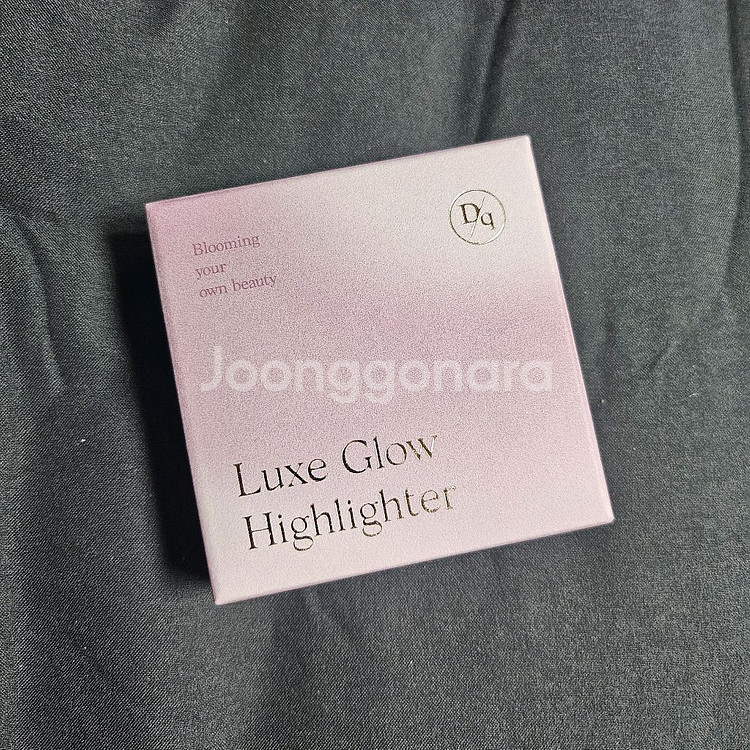 D/q
Blooming
your
own beauty
Joonggonara
Luxe Glow
Highlighter